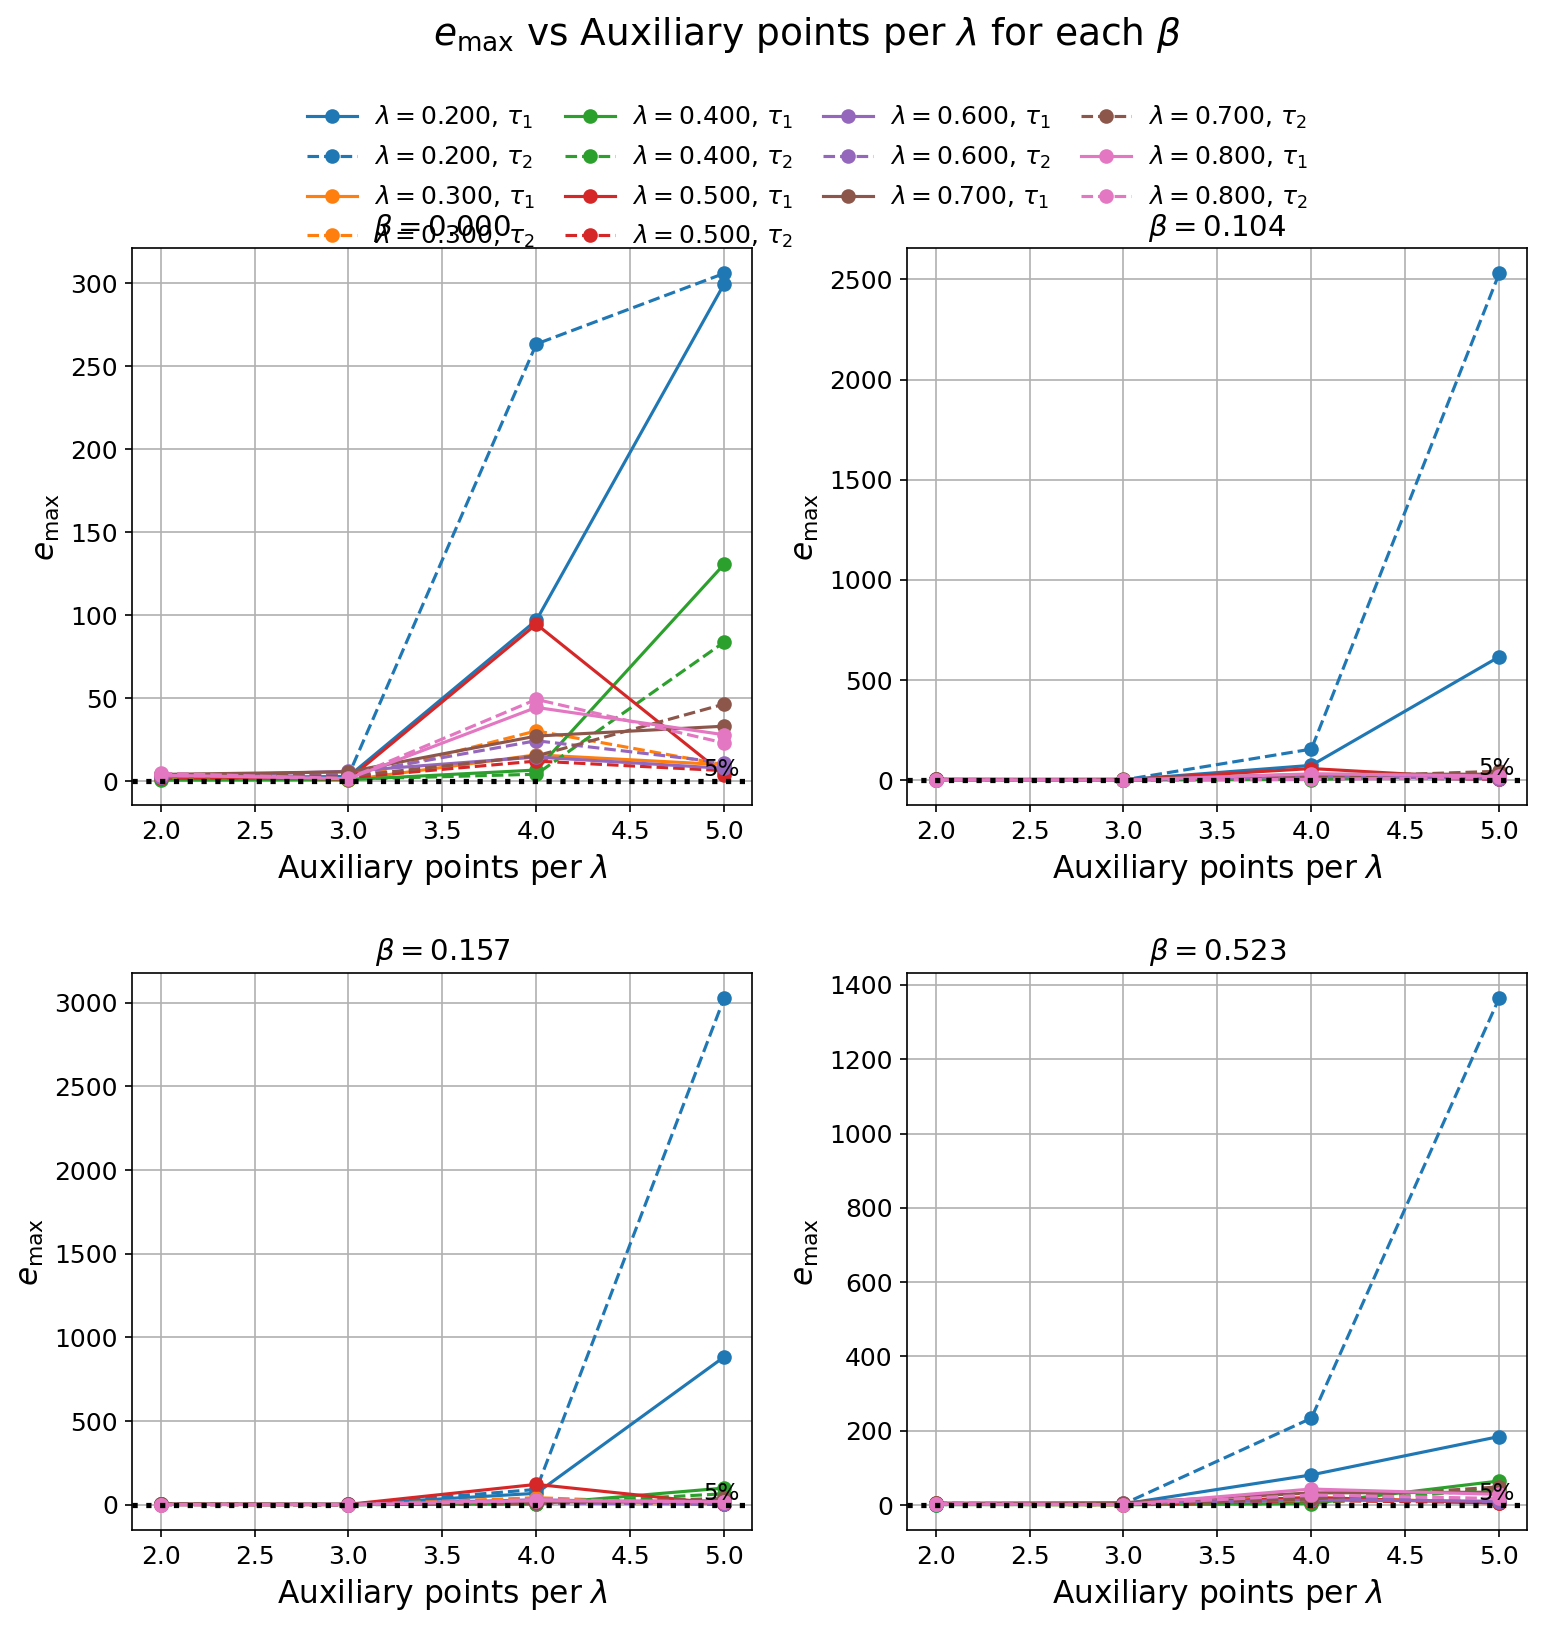 e_max vs Auxiliary points per λ for each β
λ = 0.200, τ₁ λ = 0.400, τ₁ λ = 0.600, τ₁ λ = 0.700, τ₂
λ = 0.200, τ₂ λ = 0.400, τ₂ λ = 0.600, τ₂ λ = 0.800, τ₁
λ = 0.300, τ₁ λ = 0.500, τ₁ λ = 0.700, τ₁ λ = 0.800, τ₂
λ = 0.300, τ₂ λ = 0.500, τ₂
β = 0.000
300
250
200
150
100
50
0
e_max
5%
2.0 2.5 3.0 3.5 4.0 4.5 5.0
Auxiliary points per λ
β = 0.104
2500
2000
1500
1000
500
0
e_max
5%
2.0 2.5 3.0 3.5 4.0 4.5 5.0
Auxiliary points per λ
β = 0.157
3000
2500
2000
1500
1000
500
0
e_max
5%
2.0 2.5 3.0 3.5 4.0 4.5 5.0
Auxiliary points per λ
β = 0.523
1400
1200
1000
800
600
400
200
0
e_max
5%
2.0 2.5 3.0 3.5 4.0 4.5 5.0
Auxiliary points per λ